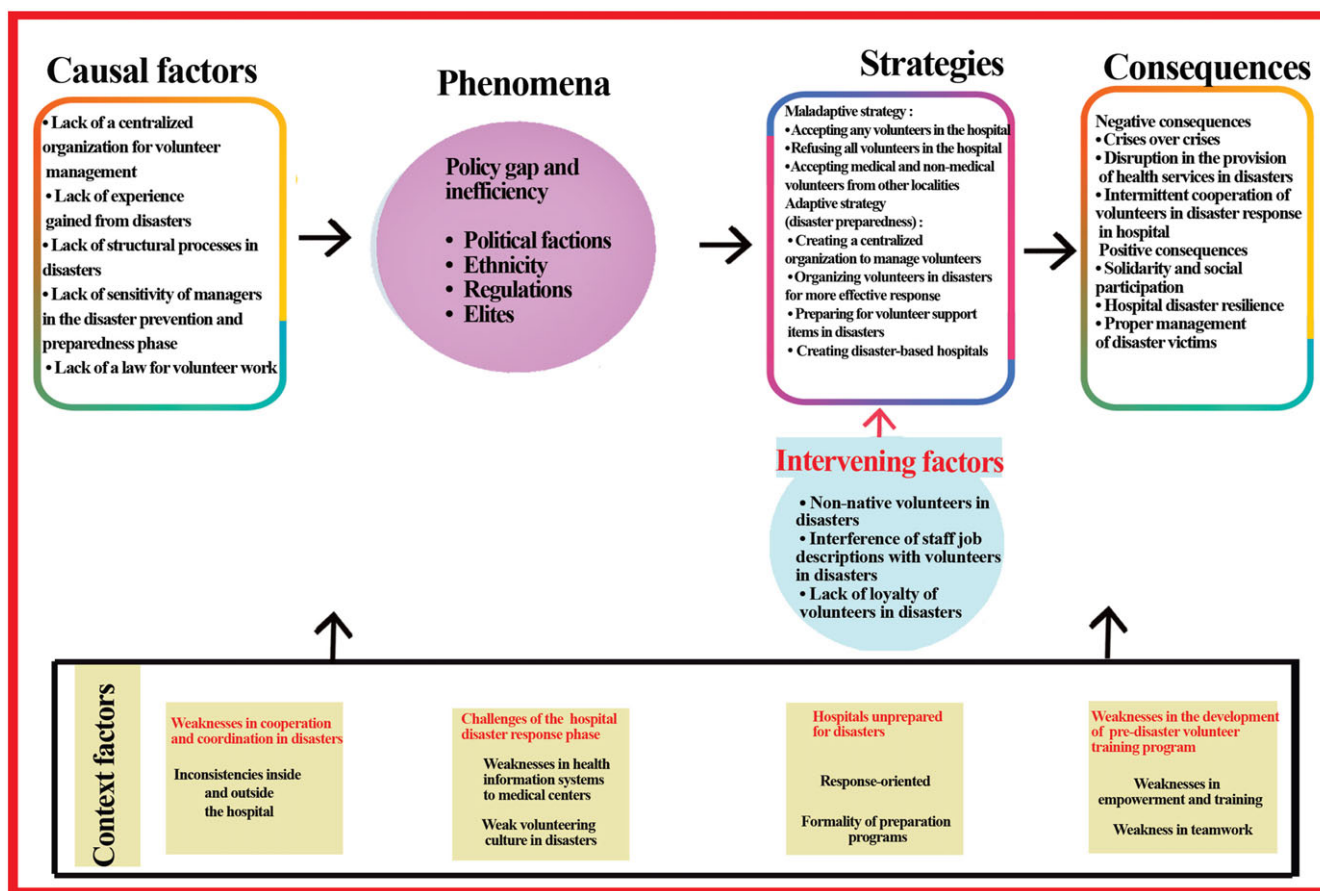 Causal factors
• Lack of a centralized
organization for volunteer
management
• Lack of experience
gained from disasters
• Lack of structural processes in
disasters
• Lack of sensitivity of managers
in the disaster prevention and
preparedness phase
• Lack of a law for volunteer work
Phenomena
Policy gap and
inefficiency
• Political factions
• Ethnicity
• Regulations
• Elites
Strategies
Maladaptive strategy :
• Accepting any volunteers in the hospital
• Refusing all volunteers in the hospital
• Accepting medical and non-medical
volunteers from other localities
Adaptive strategy
(disaster preparedness) :
• Creating a centralized
organization to manage volunteers
• Organizing volunteers in disasters
for more effective response
• Preparing for volunteer support
items in disasters
• Creating disaster-based hospitals
Consequences
Negative consequences
• Crises over crises
• Disruption in the provision
of health services in disasters
• Intermittent cooperation of
volunteers in disaster response
in hospital
Positive consequences
• Solidarity and social
participation
• Hospital disaster resilience
• Proper management
of disaster victims
Intervening factors
• Non-native volunteers in
disasters
• Interference of staff job
descriptions with volunteers
in disasters
• Lack of loyalty of
volunteers in disasters
Context factors
Weaknesses in cooperation
and coordination in disasters
Inconsistencies inside
and outside
the hospital
Challenges of the hospital
disaster response phase
Weaknesses in health
information systems
to medical centers
Weak volunteering
culture in disasters
Hospitals unprepared
for disasters
Response-oriented
Formality of preparation
programs
Weaknesses in the development
of pre-disaster volunteer
training program
Weaknesses in
empowerment and training
Weakness in teamwork